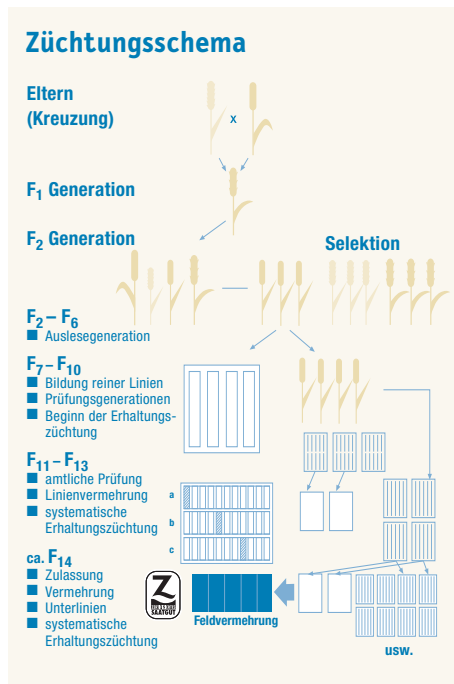 Züchtungsschema
Eltern
(Kreuzung)
x
F1 Generation
F2 Generation
Selektion
F2 – F6
■ Auslesegeneration
F7 – F10
■ Bildung reiner Linien
■ Prüfungsgenerationen
■ Beginn der Erhaltungs-
züchtung
F11 – F13
■ amtliche Prüfung
■ Linienvermehrung
■ systematische
Erhaltungszüchtung
a
b
c
ca. F14
■ Zulassung
■ Vermehrung
■ Unterlinien
■ systematische
Erhaltungszüchtung
Z
SAATGUT
Feldvermehrung
usw.